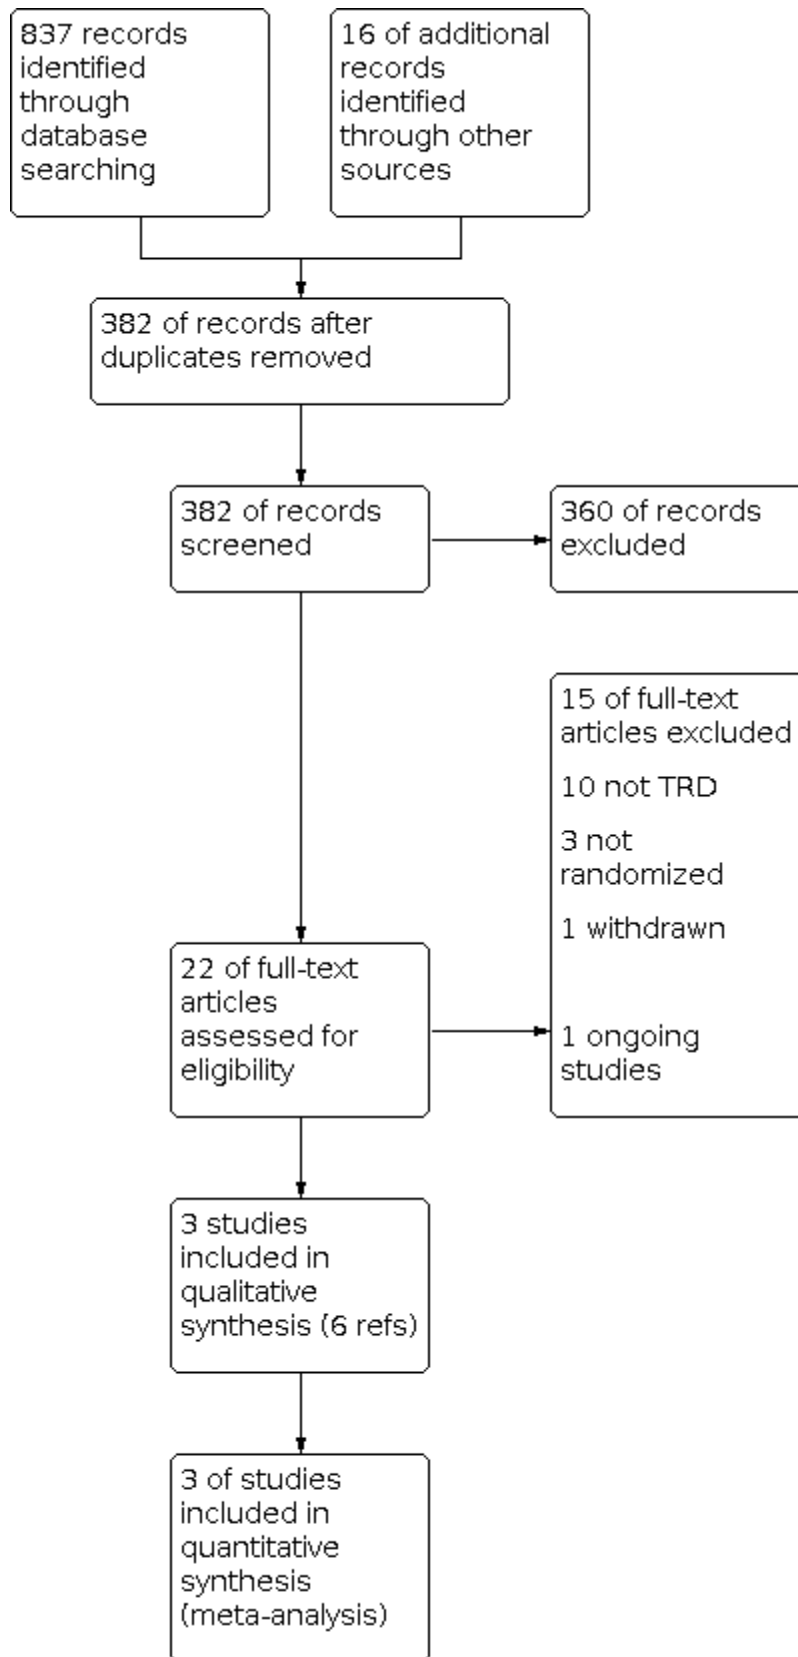 837 records
identified
through
database
searching
16 of additional
records
identified
through other
sources
382 of records after
duplicates removed
382 of records
screened
360 of records
excluded
15 of full-text
articles excluded
10 not TRD
3 not
randomized
1 withdrawn
1 ongoing
studies
22 of full-text
articles
assessed for
eligibility
3 studies
included in
qualitative
synthesis (6 refs)
3 of studies
included in
quantitative
synthesis
(meta-analysis)